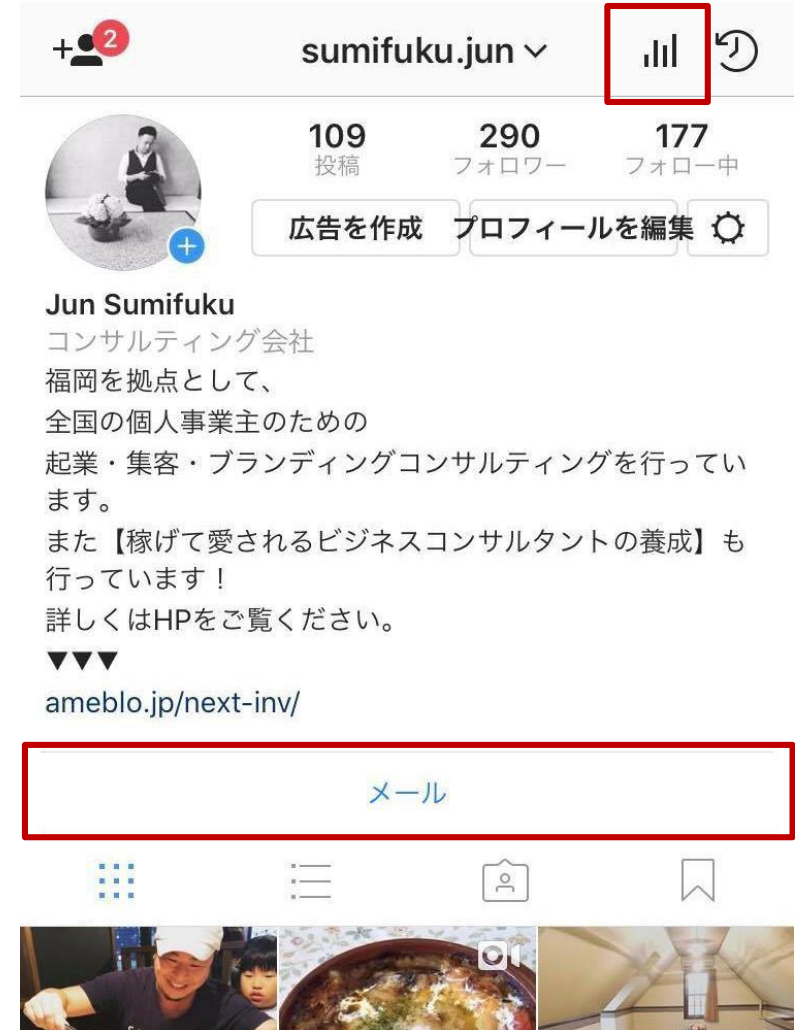 2
sumifuku.jun
109 290 177
投稿 フォロワー フォロー中
広告を作成 プロフィールを編集
Jun Sumifuku
コンサルティング会社
福岡を拠点として、
全国の個人事業主のための
起業・集客・ブランディングコンサルティングを行ってい
ます。
また【稼げて愛されるビジネスコンサルタントの養成】も
行っています！
詳しくはHPをご覧ください。
▼▼▼
ameblo.jp/next-inv/
メール